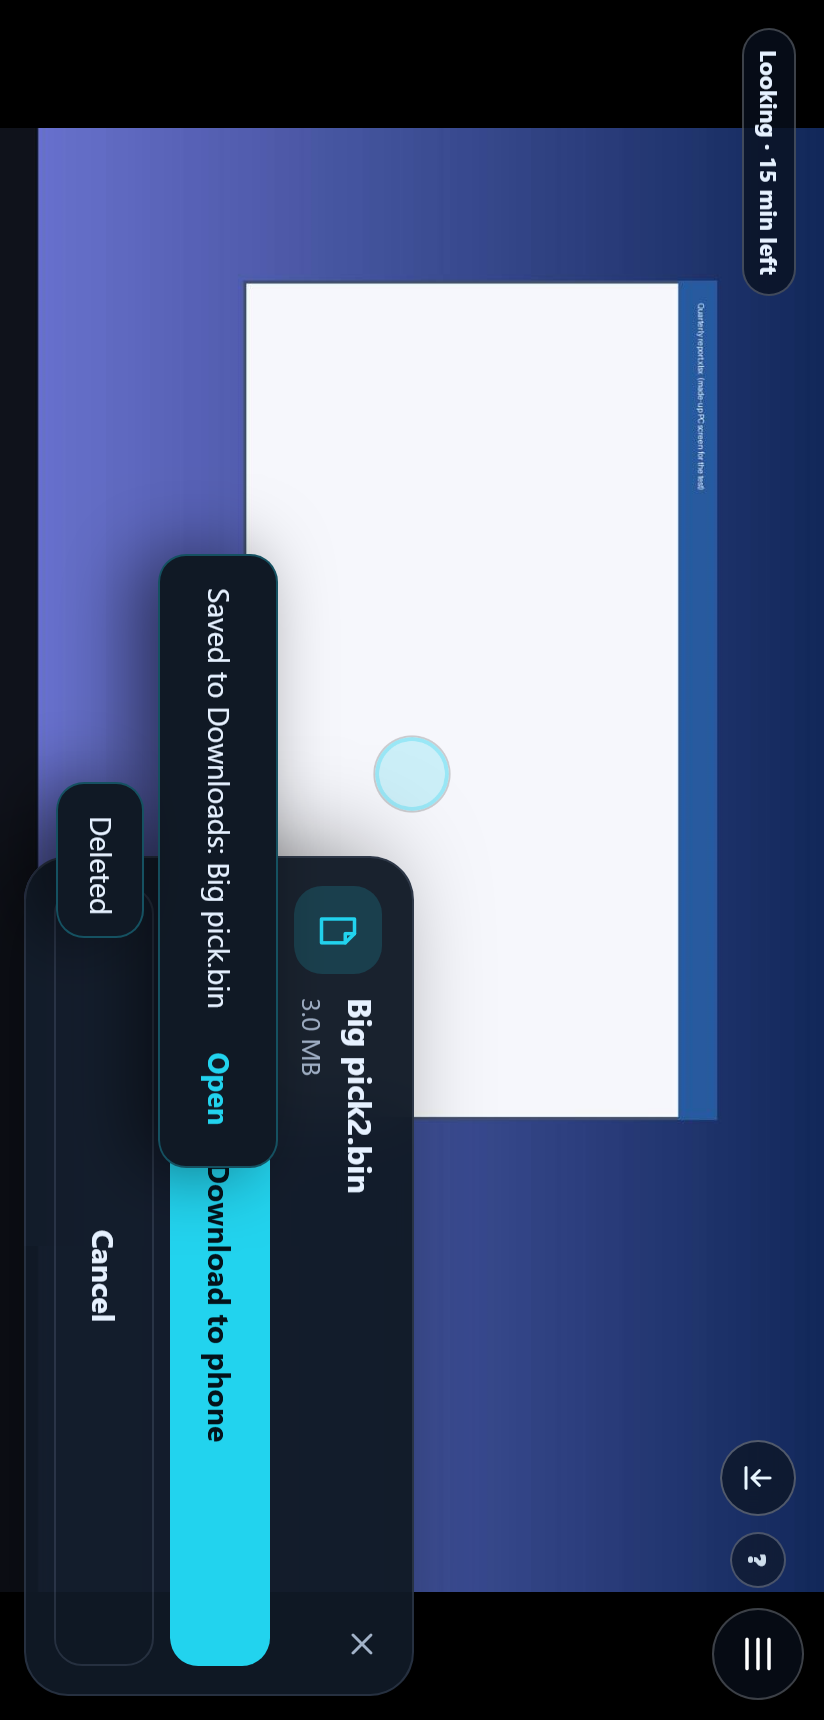 Looking · 15 min left
?
Quarterly report.xlsx (made-up PC screen for the test)
Big pick2.bin
3.0 MB
Saved to Downloads: Big pick.bin Open
Download to phone
Deleted
Cancel